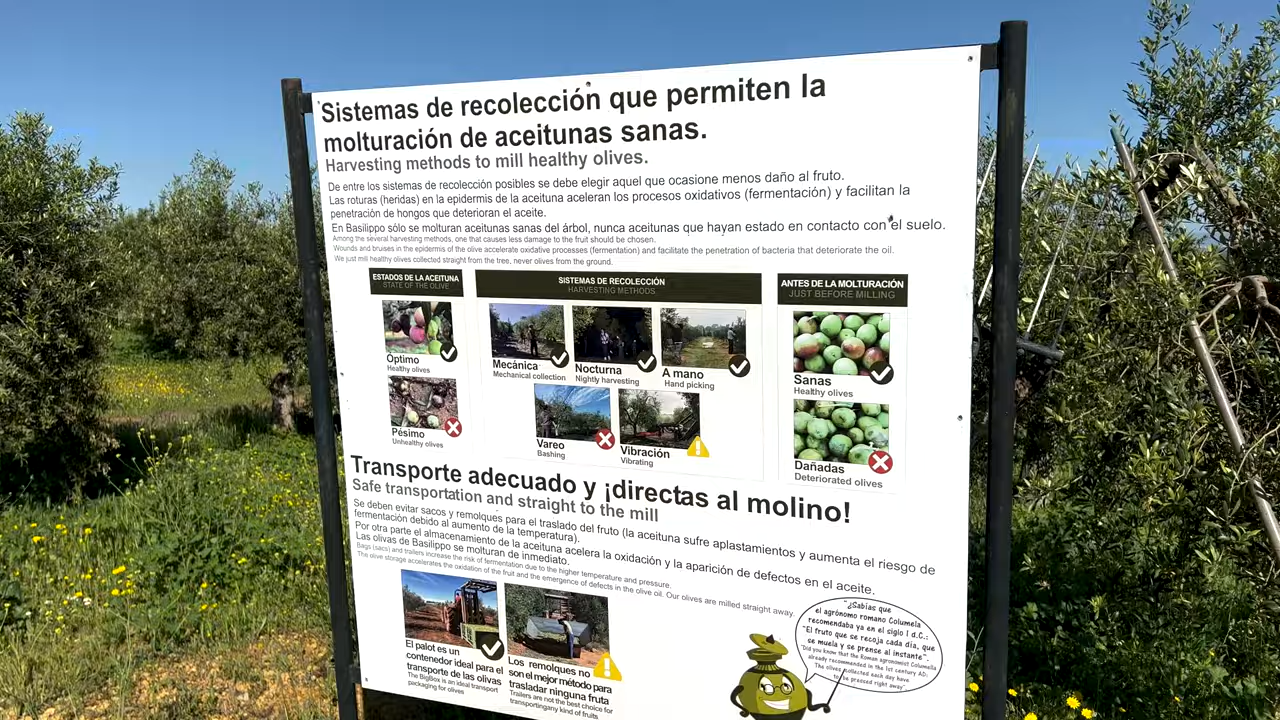 Sistemas de recolección que permiten la
molturación de aceitunas sanas.
Harvesting methods to mill healthy olives.
De entre los sistemas de recolección posibles se debe elegir aquel que ocasione menos daño al fruto.
Las roturas (heridas) en la epidermis de la aceituna aceleran los procesos oxidativos (fermentación) y facilitan la
penetración de hongos que deterioran el aceite.
En Basilippo sólo se molturan aceitunas sanas del árbol, nunca aceitunas que hayan estado en contacto con el suelo.
Among the several harvesting methods, one that causes less damage to the fruit should be chosen.
Wounds and bruises in the epidermis of the olive accelerate oxidative processes (fermentation) and facilitate the penetration of bacteria that deteriorate the oil.
We just mill healthy olives collected straight from the tree, never olives from the ground.
ESTADOS DE LA ACEITUNA
STATE OF THE OLIVE
Óptimo
Healthy olives
Pésimo
Unhealthy olives
SISTEMAS DE RECOLECCIÓN
HARVESTING METHODS
Mecánica
Mechanical collection
Nocturna
Nightly harvesting
A mano
Hand picking
Vareo
Bashing
Vibración
Vibrating
ANTES DE LA MOLTURACIÓN
JUST BEFORE MILLING
Sanas
Healthy olives
Dañadas
Deteriorated olives
Transporte adecuado y ¡directas al molino!
Safe transportation and straight to the mill
Se deben evitar sacos y remolques para el traslado del fruto (la aceituna sufre aplastamientos y aumenta el riesgo de
fermentación debido al aumento de la temperatura).
Por otra parte el almacenamiento de la aceituna acelera la oxidación y la aparición de defectos en el aceite.
Las olivas de Basilippo se molturan de inmediato.
Bags (sacs) and trailers increase the risk of fermentation due to the higher temperature and pressure.
The olive storage accelerates the oxidation of the fruit and the emergence of defects in the olive oil. Our olives are milled straight away.
El palot es un
contenedor ideal para el
transporte de las olivas
The BigBox is an ideal transport
packaging for olives
Los remolques no
son el mejor método para
trasladar ninguna fruta
Trailers are not the best choice for
transportingany kind of fruits
"¿Sabías que
el agrónomo romano Columela
recomendaba ya en el siglo I d.C.:
"El fruto que se recoja cada día, que
se muela y se prense al instante".
"Did you know that the Roman agronomist Columella
already recommended in the 1st century AD:
The olives collected each day have
to be pressed right away".